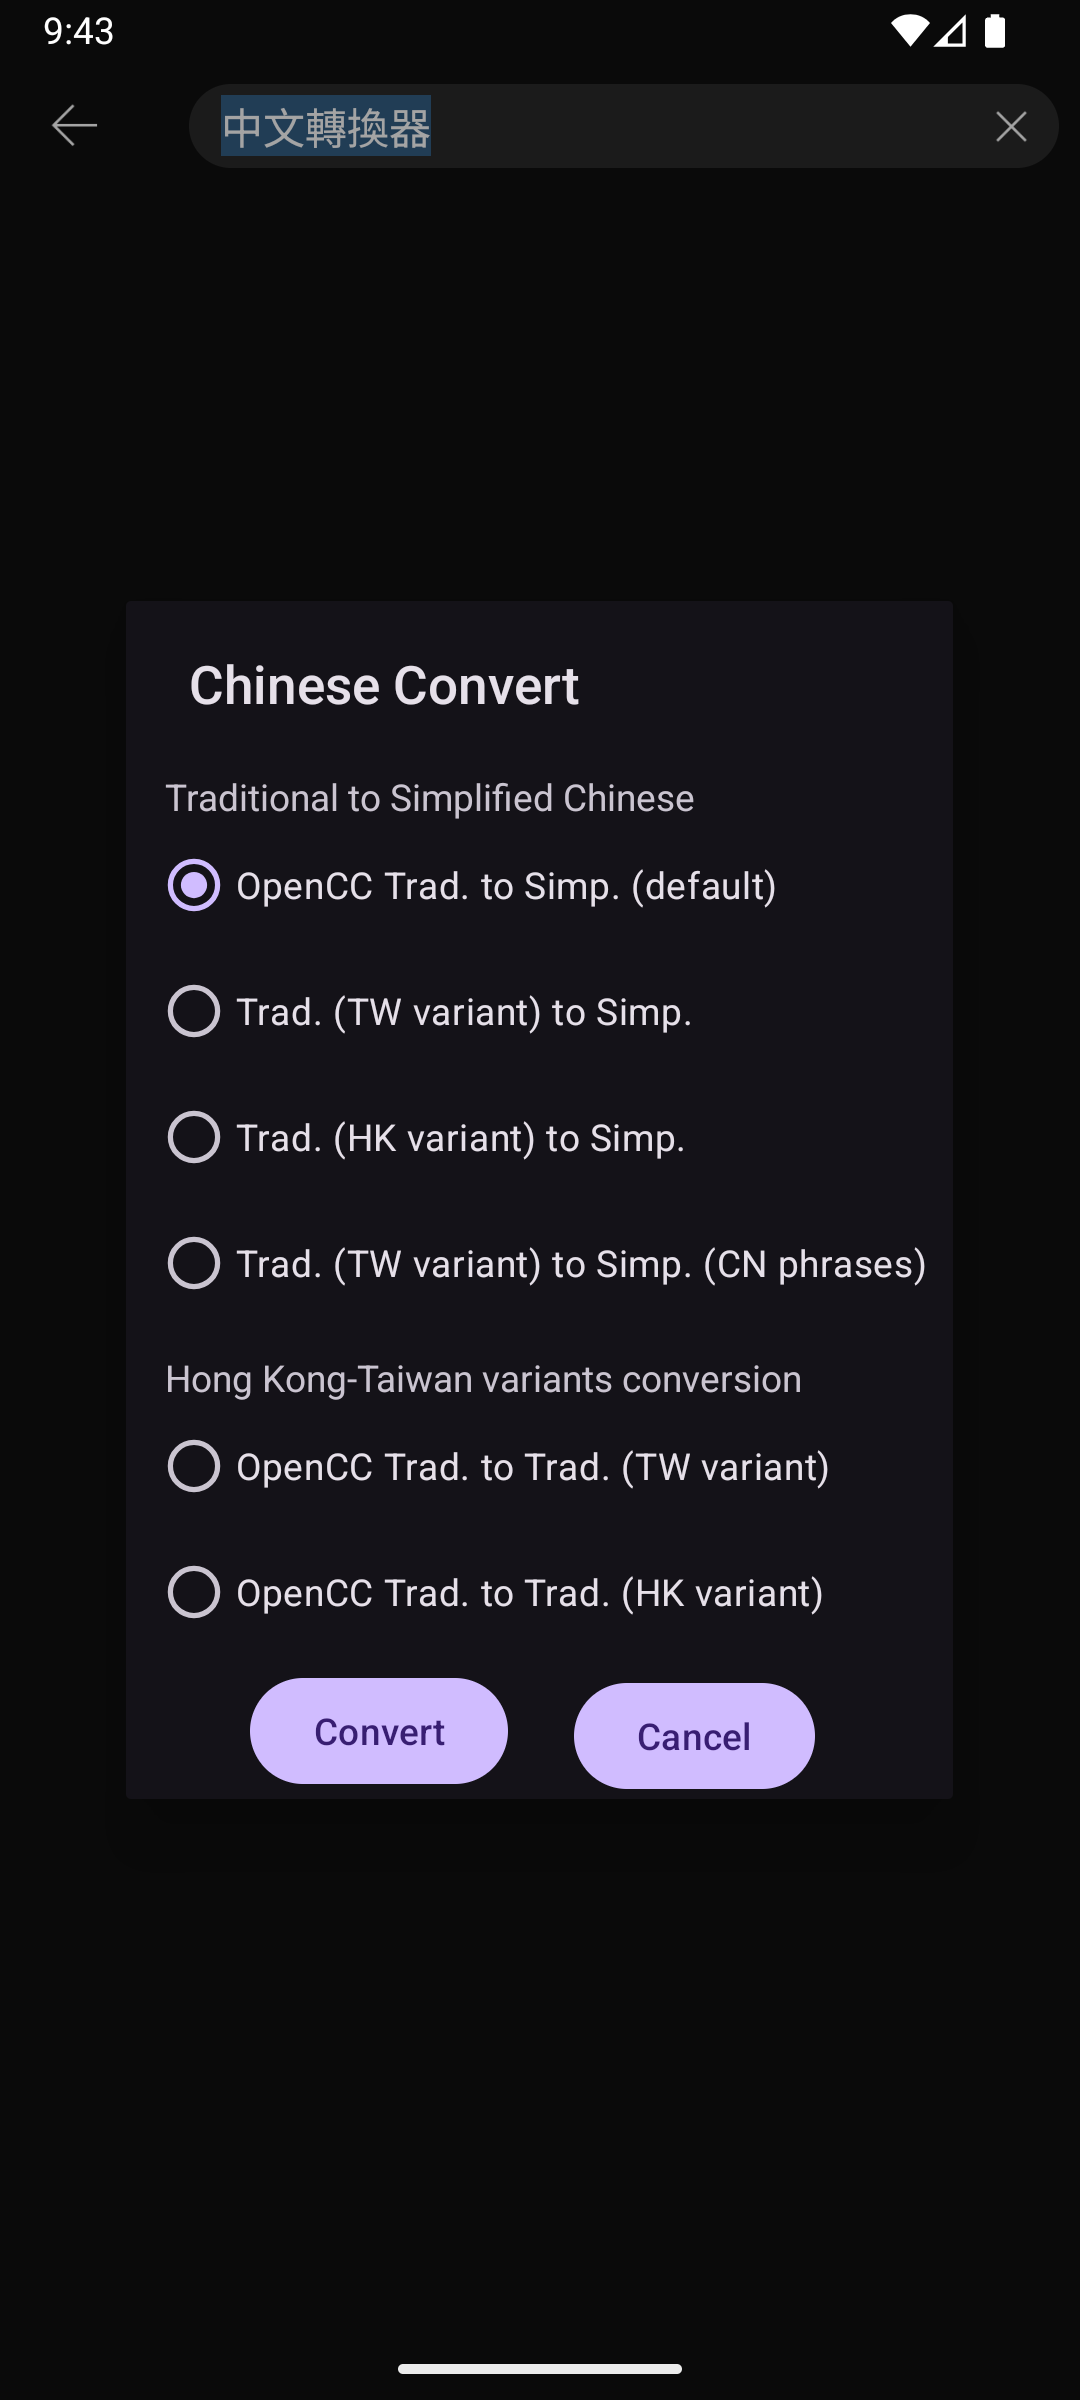 9:43
中文轉換器
Chinese Convert
Traditional to Simplified Chinese
OpenCC Trad. to Simp. (default)
Trad. (TW variant) to Simp.
Trad. (HK variant) to Simp.
Trad. (TW variant) to Simp. (CN phrases)
Hong Kong-Taiwan variants conversion
OpenCC Trad. to Trad. (TW variant)
OpenCC Trad. to Trad. (HK variant)
Convert
Cancel